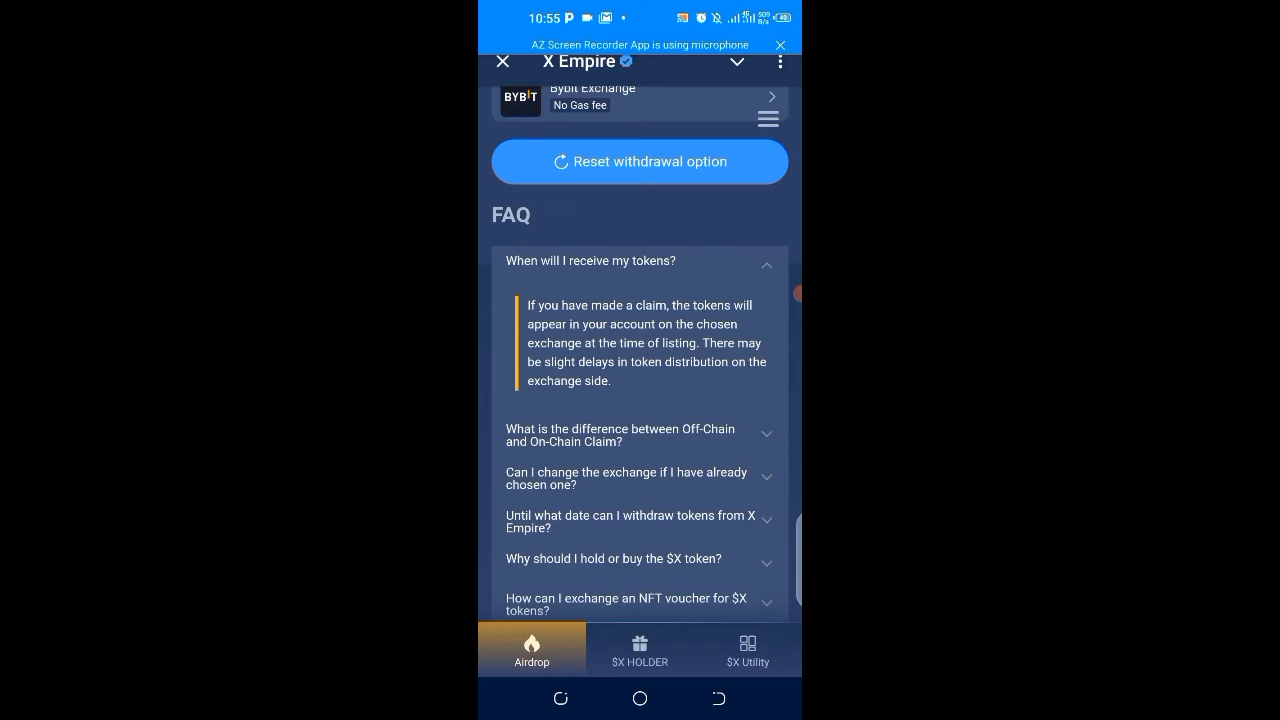 10:55
509
B/s
49
AZ Screen Recorder App is using microphone
X Empire
BYBIT
Bybit Exchange
No Gas fee
Reset withdrawal option
FAQ
When will I receive my tokens?
If you have made a claim, the tokens will
appear in your account on the chosen
exchange at the time of listing. There may
be slight delays in token distribution on the
exchange side.
What is the difference between Off-Chain
and On-Chain Claim?
Can I change the exchange if I have already
chosen one?
Until what date can I withdraw tokens from X
Empire?
Why should I hold or buy the $X token?
How can I exchange an NFT voucher for $X
tokens?
Airdrop
$X HOLDER
$X Utility